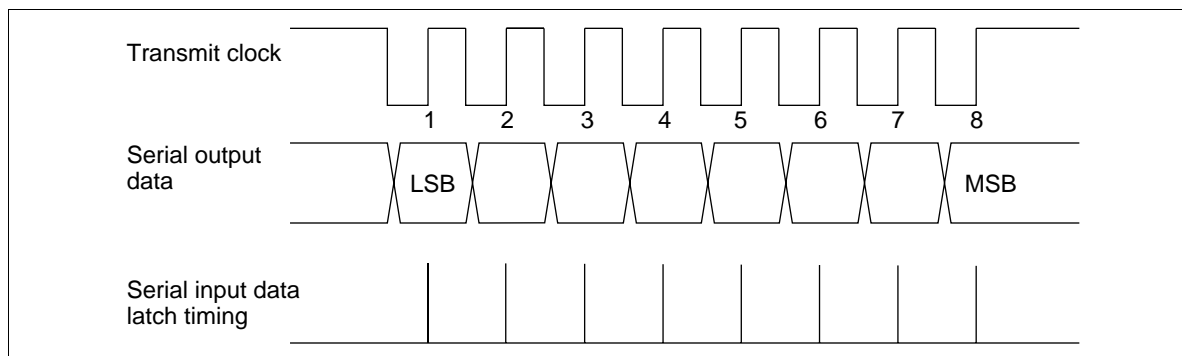 Transmit clock
1 2 3 4 5 6 7 8
Serial output
data
LSB MSB
Serial input data
latch timing